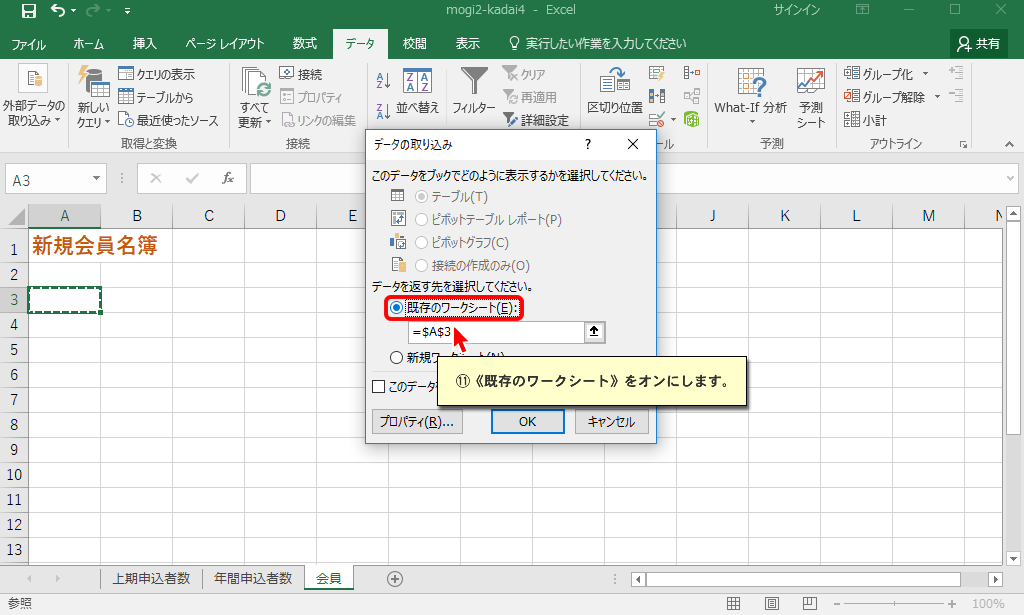 mogi2-kadai4 - Excel
サインイン
ファイル ホーム 挿入 ページ レイアウト 数式 データ 校閲 表示 実行したい作業を入力してください 共有
外部データの取り込み
新しいクエリ
クエリの表示
テーブルから
最近使ったソース
取得と変換
すべて更新
接続
プロパティ
リンクの編集
接続
並べ替え
フィルター
クリア
再適用
詳細設定
区切り位置
What-If 分析
予測シート
予測
グループ化
グループ解除
小計
アウトライン
A3
fx
A B C D E J K L M N
1 新規会員名簿
2
3
4
5
6
7
8
9
10
11
12
13
データの取り込み ?
このデータをブックでどのように表示するかを選択してください。
テーブル(T)
ピボットテーブル レポート(P)
ピボットグラフ(C)
接続の作成のみ(O)
データを返す先を選択してください。
既存のワークシート(E):
=$A$3
⑪《既存のワークシート》をオンにします。
プロパティ(R)... OK キャンセル
上期申込者数 年間申込者数 会員
参照
100%